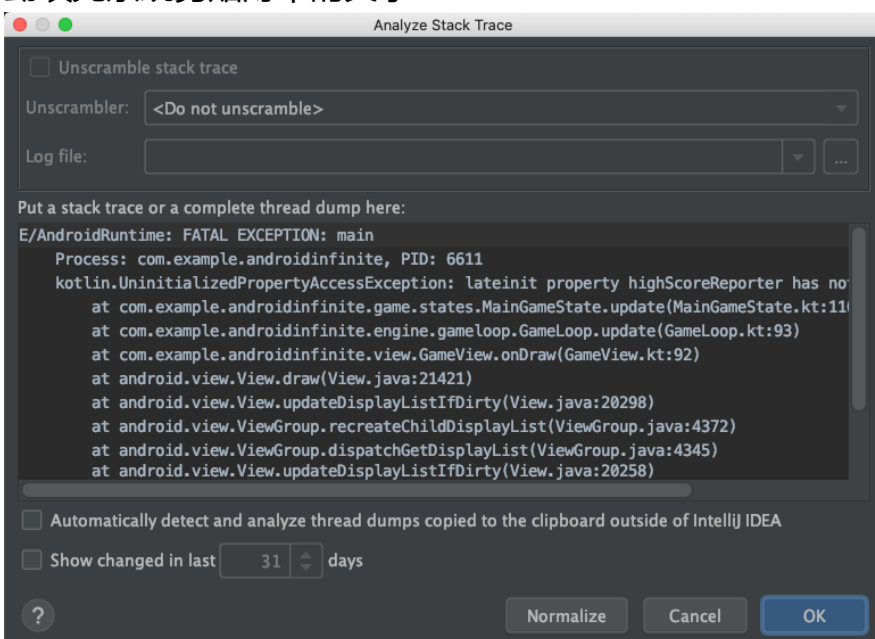 Analyze Stack Trace
Unscramble stack trace
Unscrambler: <Do not unscramble>
Log file:
...
Put a stack trace or a complete thread dump here:
E/AndroidRuntime: FATAL EXCEPTION: main
Process: com.example.androidinfinite, PID: 6611
kotlin.UninitializedPropertyAccessException: lateinit property highScoreReporter has
at com.example.androidinfinite.game.states.MainGameState.update(MainGameState.kt:
at com.example.androidinfinite.engine.gameloop.GameLoop.update(GameLoop.kt:93)
at com.example.androidinfinite.view.GameView.onDraw(GameView.kt:92)
at android.view.View.draw(View.java:21421)
at android.view.View.updateDisplayListIfDirty(View.java:20298)
at android.view.ViewGroup.recreateChildDisplayList(ViewGroup.java:4372)
at android.view.ViewGroup.dispatchGetDisplayList(ViewGroup.java:4345)
at android.view.View.updateDisplayListIfDirty(View.java:20258)
Automatically detect and analyze thread dumps copied to the clipboard outside of IntelliJ IDEA
Show changed in last 31 days
? Normalize Cancel OK